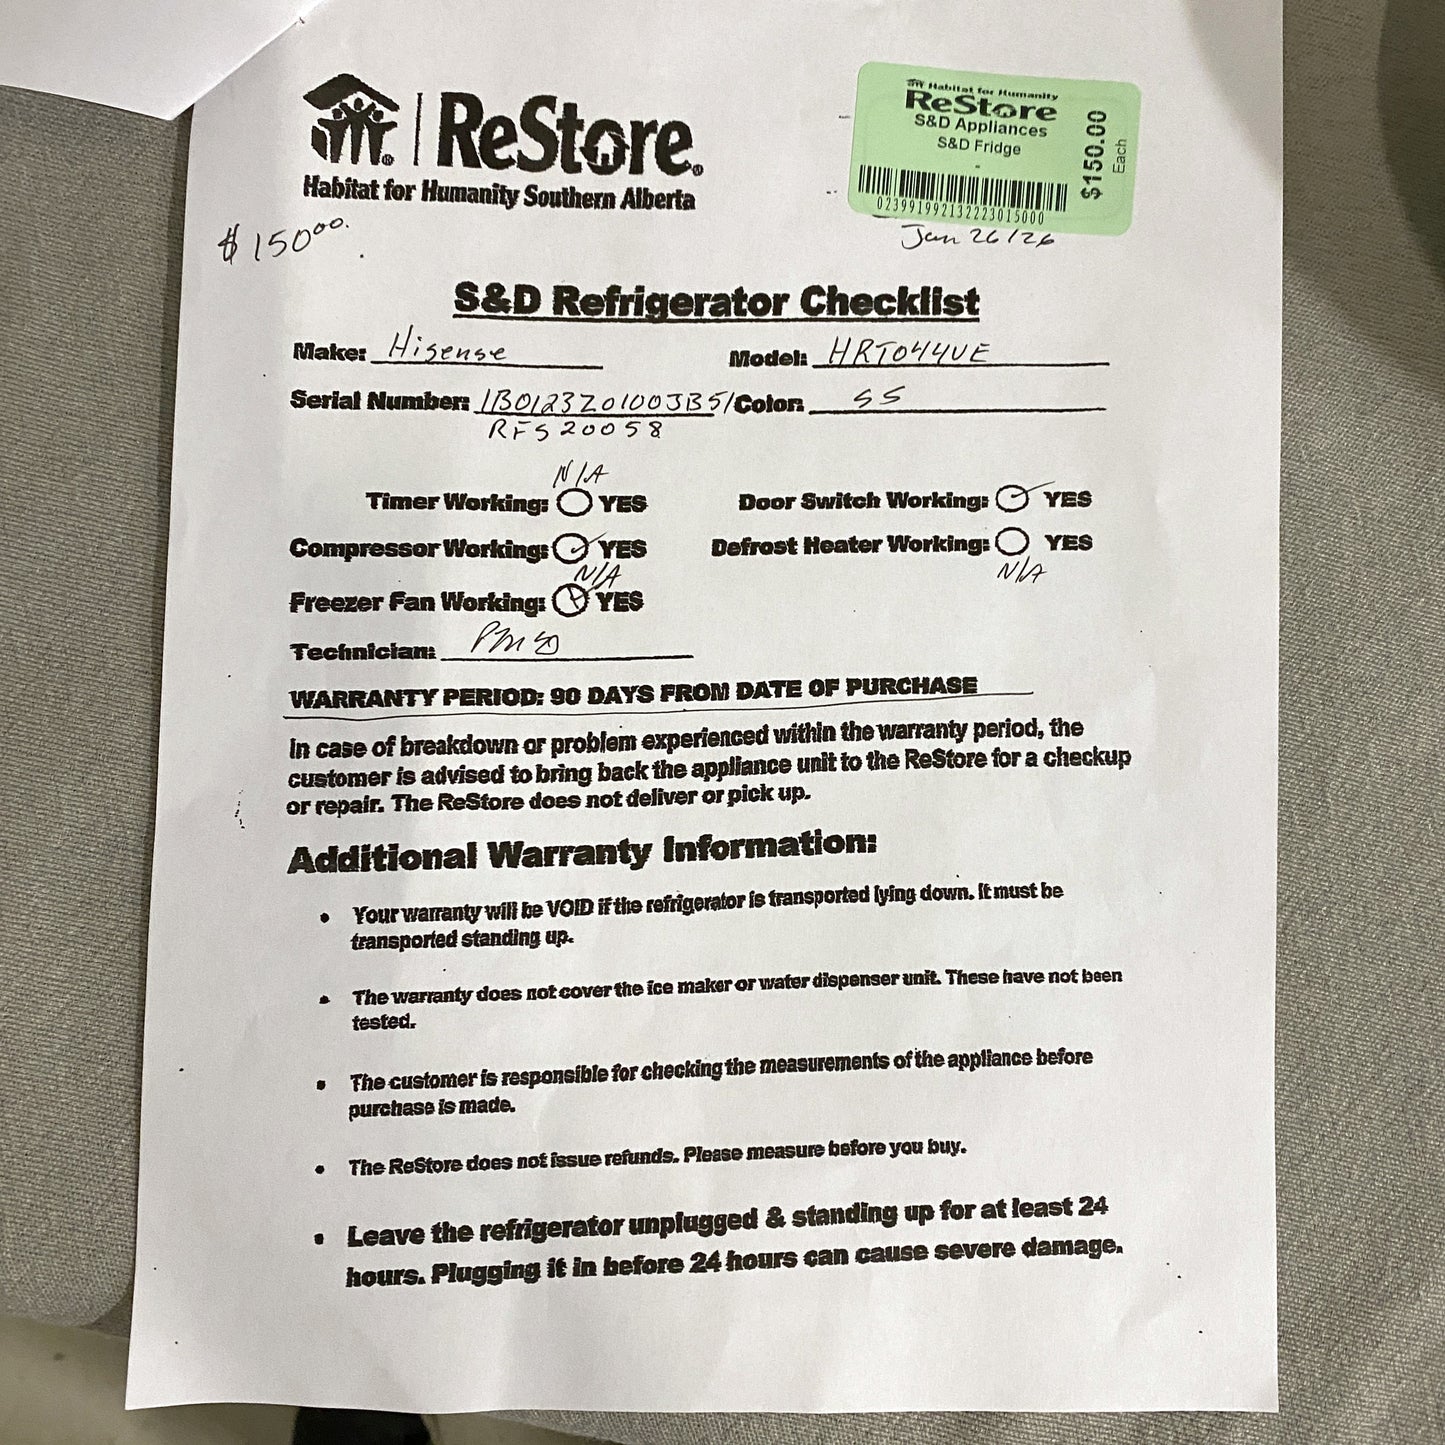 ReStore®
Habitat for Humanity Southern Alberta
Habitat for Humanity
ReStore
S&D Appliances
S&D Fridge
-
$150.00
Each
023991992132223015000
$150.00.
Jan 26/26
S&D Refrigerator Checklist
Make: Hisense Model: HRT044UE
Serial Number: 1B0123Z01003JB51 Color: SS
RFS20058
N/A
Timer Working: YES Door Switch Working: YES
Compressor Working: YES Defrost Heater Working: YES
N/A N/A
Freezer Fan Working: YES
Technician:
WARRANTY PERIOD: 90 DAYS FROM DATE OF PURCHASE
In case of breakdown or problem experienced within the warranty period, the
customer is advised to bring back the appliance unit to the ReStore for a checkup
or repair. The ReStore does not deliver or pick up.
Additional Warranty Information:
• Your warranty will be VOID if the refrigerator is transported lying down. It must be
transported standing up.
• The warranty does not cover the ice maker or water dispenser unit. These have not been
tested.
• The customer is responsible for checking the measurements of the appliance before
purchase is made.
• The ReStore does not issue refunds. Please measure before you buy.
• Leave the refrigerator unplugged & standing up for at least 24
hours. Plugging it in before 24 hours can cause severe damage.